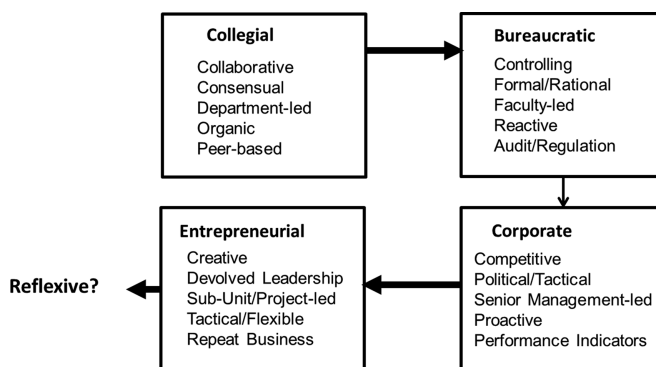 Collegial
Collaborative
Consensual
Department-led
Organic
Peer-based
Bureaucratic
Controlling
Formal/Rational
Faculty-led
Reactive
Audit/Regulation
Corporate
Competitive
Political/Tactical
Senior Management-led
Proactive
Performance Indicators
Entrepreneurial
Creative
Devolved Leadership
Sub-Unit/Project-led
Tactical/Flexible
Repeat Business
Reflexive?